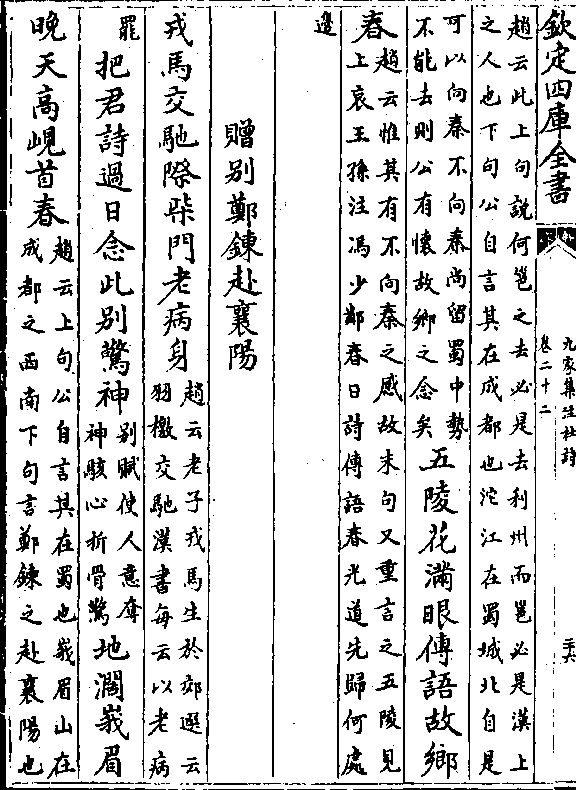 欽定四庫全書
九家集注杜詩
卷二十二
趙云此上句說何邕之去必是去利州而邕必是漢上
之人也下句公自言其在成都也沱江在蜀城北自是
可以向秦不向秦尚留蜀中勢
不能去則公有懷故鄉之念矣
五陵花滿眼傳語故鄉
春
趙云惟其有不向秦之感故末句又重言之五陵見
上哀王孫注馮少鄰春日詩傳語春光道先歸何處
邊
贈別鄭鍊赴襄陽
戎馬交馳際柴門老病身
趙云老子戎馬生於郊云
羽檄交馳漢書每云以老病
罷
把君詩過日念此別驚神
別賦使人意奪
神駭心折骨驚
地濶峩眉
晚天高峴首春
趙云上句公自言其在蜀也峩眉山在
成都之西南下句言鄭鍊之赴襄陽也